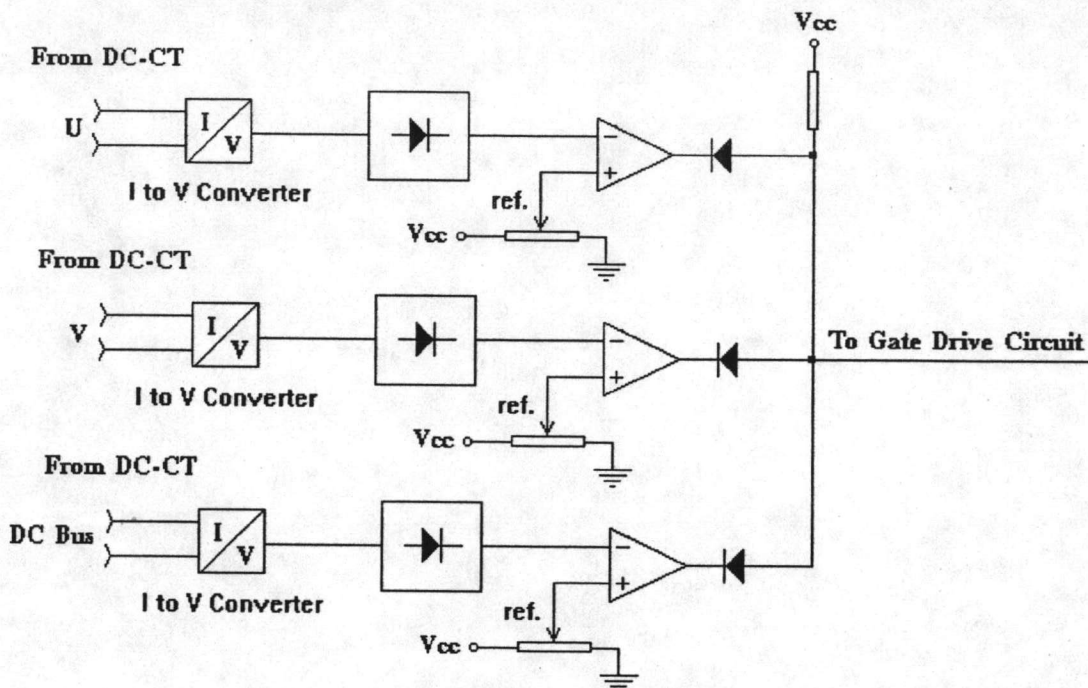 Vcc
From DC-CT
U
I
V
I to V Converter
−
+
ref.
Vcc
From DC-CT
V
I
V
I to V Converter
−
+
ref.
Vcc
To Gate Drive Circuit
From DC-CT
DC Bus
I
V
I to V Converter
−
+
ref.
Vcc